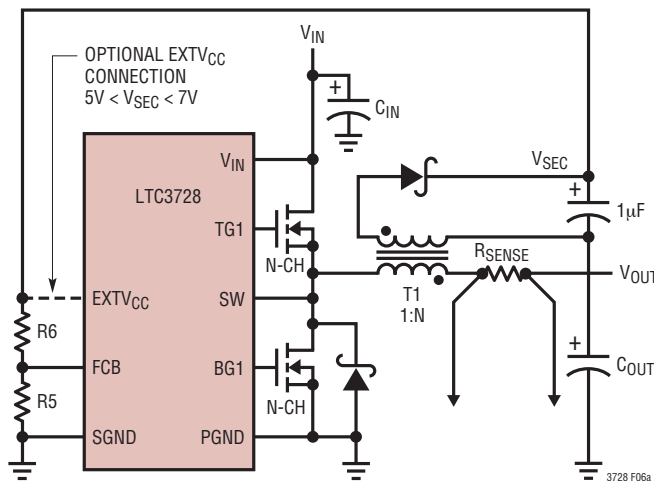 OPTIONAL EXTVCC
CONNECTION
5V < VSEC < 7V
VIN
+
CIN
VIN
LTC3728
TG1
N-CH
EXTVCC
SW
R6
FCB
BG1
N-CH
R5
SGND
PGND
VSEC
+
1µF
RSENSE
VOUT
T1
1:N
+
COUT
3728 F06a